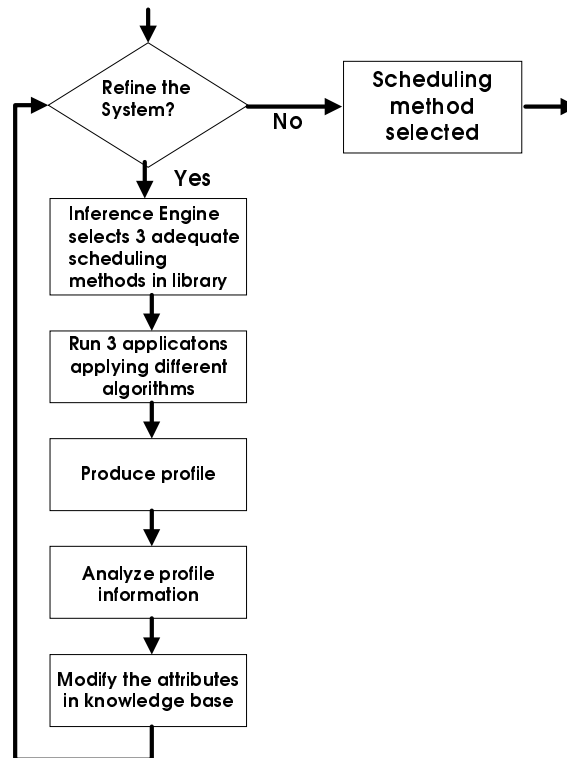 Refine the
System?
No
Scheduling
method
selected
Yes
Inference Engine
selects 3 adequate
scheduling
methods in library
Run 3 applicatons
applying different
algorithms
Produce profile
Analyze profile
information
Modify the attributes
in knowledge base